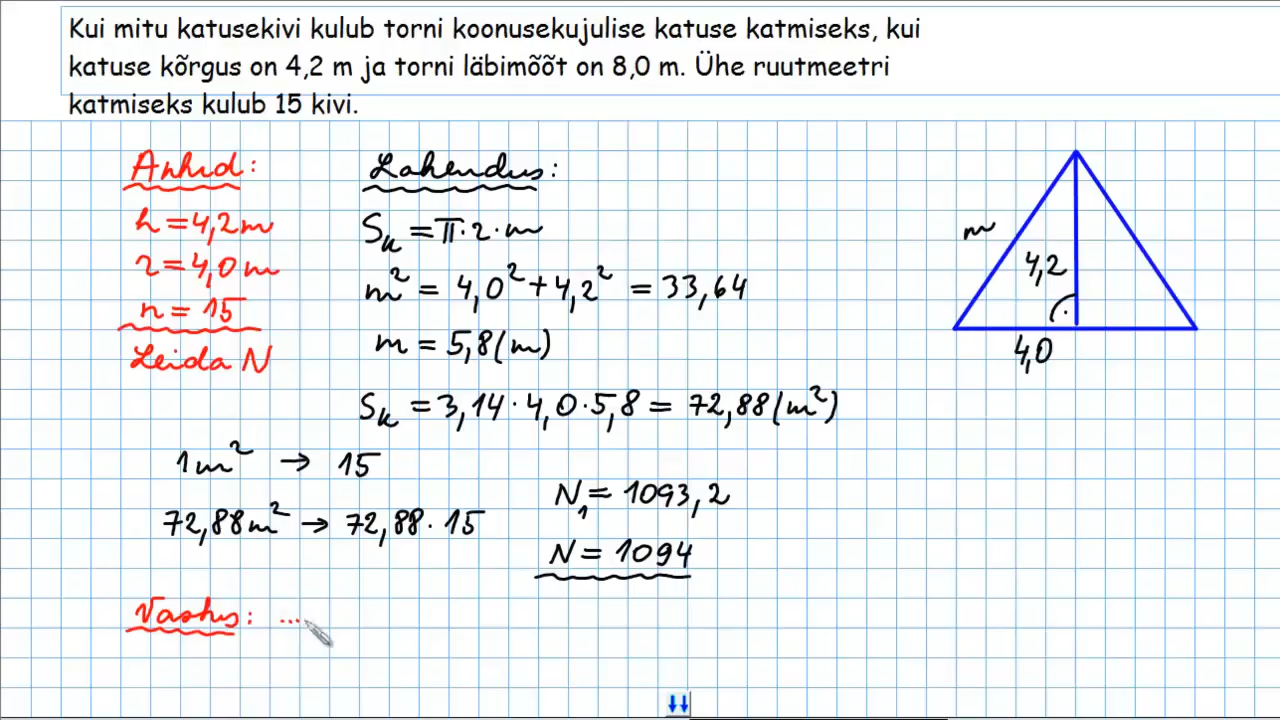 Kui mitu katusekivi kulub torni koonusekujulise katuse katmiseks, kui
katuse kõrgus on 4,2 m ja torni läbimõõt on 8,0 m. Ühe ruutmeetri
katmiseks kulub 15 kivi.
Anhid:
h = 4,2 m
r = 4,0 m
n = 15
Leida N
Lahendus:
Sk = π · r · m
m² = 4,0² + 4,2² = 33,64
m = 5,8 (m)
Sk = 3,14 · 4,0 · 5,8 = 72,88 (m²)
1 m² → 15
72,88 m² → 72,88 · 15
N₁ = 1093,2
N = 1094
Vastus: ...
m
4,2
4,0